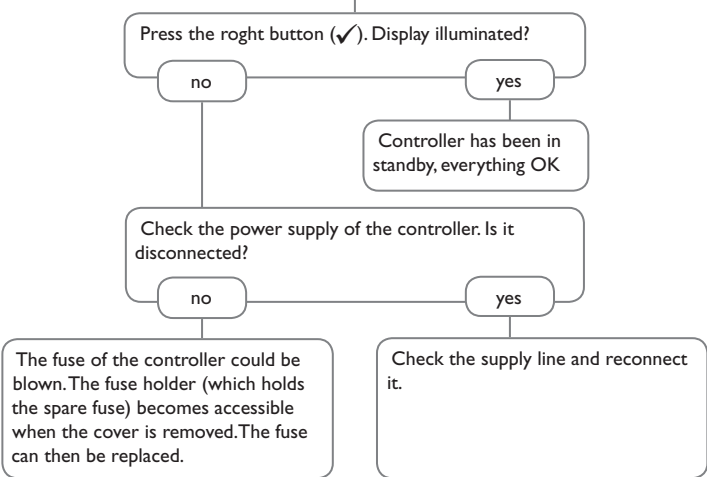 Press the roght button (✓). Display illuminated?
no
yes
Controller has been in
standby, everything OK
Check the power supply of the controller. Is it
disconnected?
no
yes
The fuse of the controller could be
blown. The fuse holder (which holds
the spare fuse) becomes accessible
when the cover is removed. The fuse
can then be replaced.
Check the supply line and reconnect
it.